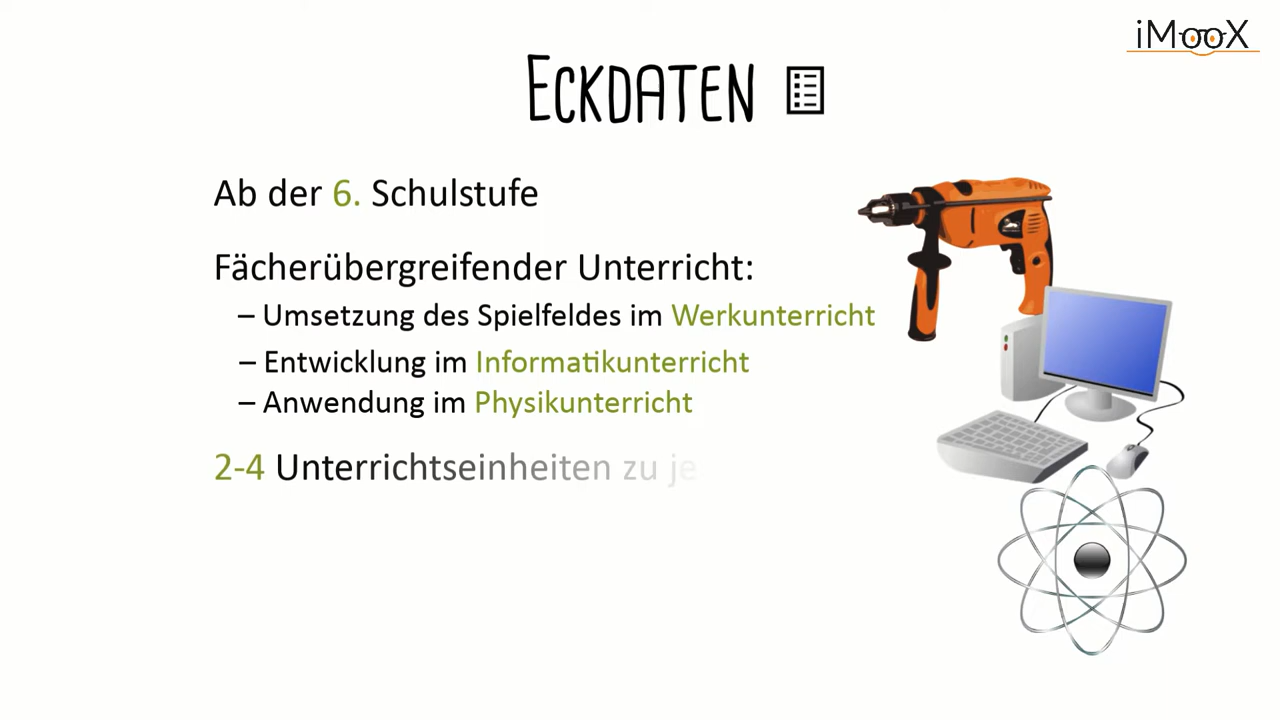 iMooX
ECKDATEN
Ab der 6. Schulstufe
Fächerübergreifender Unterricht:
– Umsetzung des Spielfeldes im Werkunterricht
– Entwicklung im Informatikunterricht
– Anwendung im Physikunterricht
2-4 Unterrichtseinheiten zu je